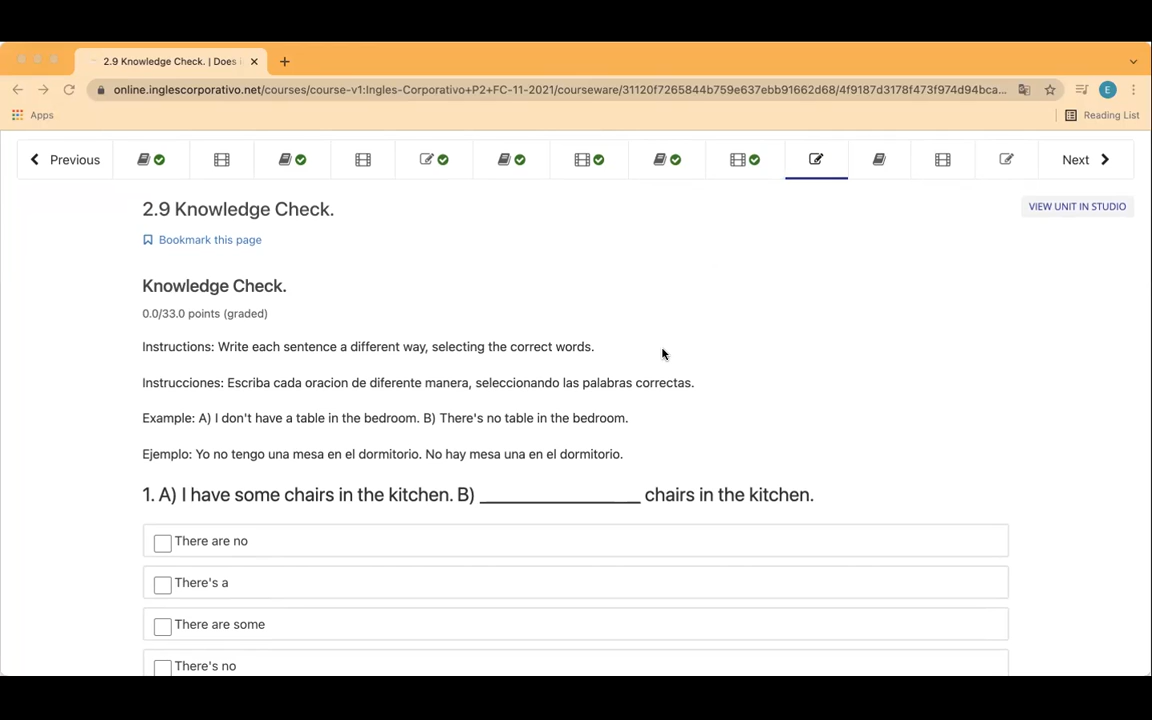 2.9 Knowledge Check. | Does i
online.inglescorporativo.net/courses/course-v1:Ingles-Corporativo+P2+FC-11-2021/courseware/31120f7265844b759e637ebb91662d68/4f9187d3178f473f974d94bca...
E
Apps
Reading List
Previous
Next
2.9 Knowledge Check.
VIEW UNIT IN STUDIO
Bookmark this page
Knowledge Check.
0.0/33.0 points (graded)
Instructions: Write each sentence a different way, selecting the correct words.
Instrucciones: Escriba cada oracion de diferente manera, seleccionando las palabras correctas.
Example: A) I don't have a table in the bedroom. B) There's no table in the bedroom.
Ejemplo: Yo no tengo una mesa en el dormitorio. No hay mesa una en el dormitorio.
1. A) I have some chairs in the kitchen. B) _________________ chairs in the kitchen.
There are no
There's a
There are some
There's no